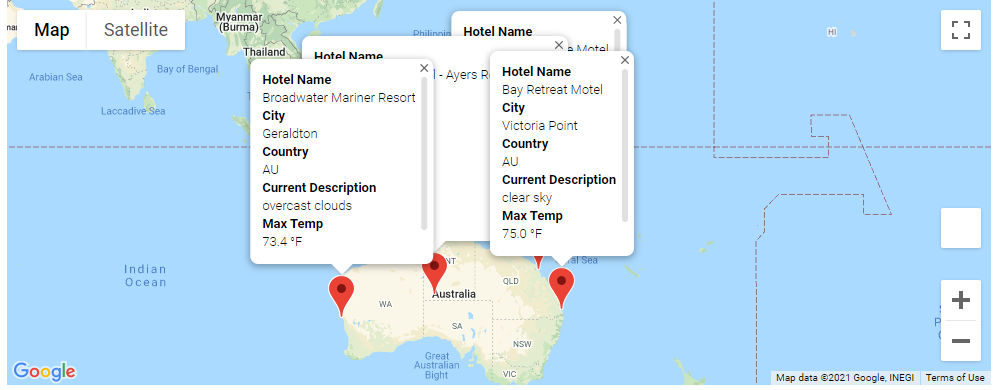 Map
Satellite
Myanmar
(Burma)
Thailand
Bay of Bengal
Arabian Sea
Laccadive Sea
Philippin
HI
Hotel Name
e Motel
Hotel Name
l - Ayers R
Hotel Name
Broadwater Mariner Resort
City
Geraldton
Country
AU
Current Description
overcast clouds
Max Temp
73.4 °F
Hotel Name
Bay Retreat Motel
City
Victoria Point
Country
AU
Current Description
clear sky
Max Temp
75.0 °F
Indian
Ocean
NT
al Sea
QLD
WA
Australia
SA
NSW
Great
Australian
Bight
VIC
S
P
O
Google
Map data ©2021 Google, INEGI
Terms of Use